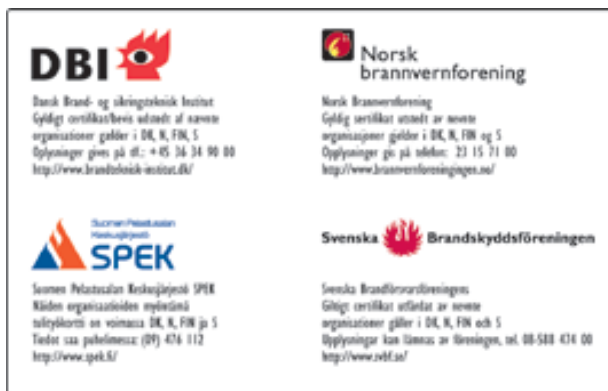 DBI
Dansk Brand- og sikringsteknisk Institut
Gyldigt certifikat/bevis udstedt af nævnte
organisationer gælder i DK, N, FIN, S
Oplysninger gives på tlf.: +45 36 34 90 00
http://www.brandteknisk-institut.dk/
Norsk
brannvernforening
Norsk Brannvernforening
Gyldig sertifikat utstedt av nevnte
organisasjoner gjelder i DK, N, FIN og S
Opplysninger gis på telefon: 23 15 71 00
http://www.brannvernforeningingen.no/
Suomen Pelastusalan
Keskusjärjestö
SPEK
Suomen Pelastusalan Keskusjärjestö SPEK
Näiden organisaatioiden myöntämä
tulityökortti on voimassa DK, N, FIN ja S
Tiedot saa puhelimessa: (09) 476 112
http://www.spek.fi/
Svenska Brandskyddsföreningen
Svenska Brandförsvarsföreningens
Giltigt certifikat utfärdat av nevnte
organisationer gäller i DK, N, FIN och S
Upplysningar kan lämnas av föreningen, tel. 08-588 474 00
http://www.svbf.se/